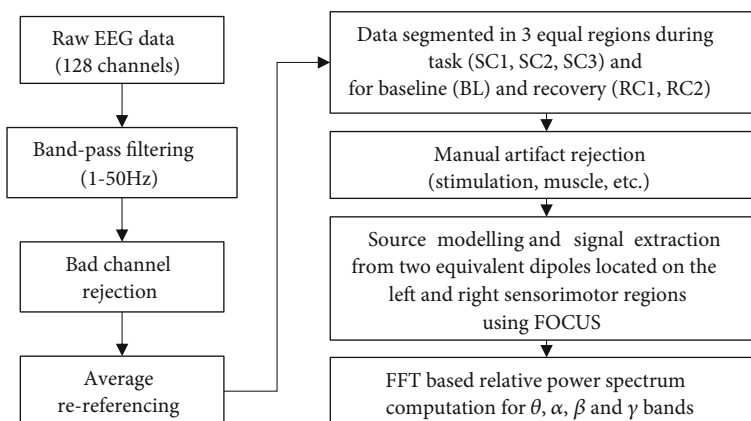 Raw EEG data
(128 channels)
Band-pass filtering
(1-50Hz)
Bad channel
rejection
Average
re-referencing
Data segmented in 3 equal regions during
task (SC1, SC2, SC3) and
for baseline (BL) and recovery (RC1, RC2)
Manual artifact rejection
(stimulation, muscle, etc.)
Source modelling and signal extraction
from two equivalent dipoles located on the
left and right sensorimotor regions
using FOCUS
FFT based relative power spectrum
computation for θ, α, β and γ bands